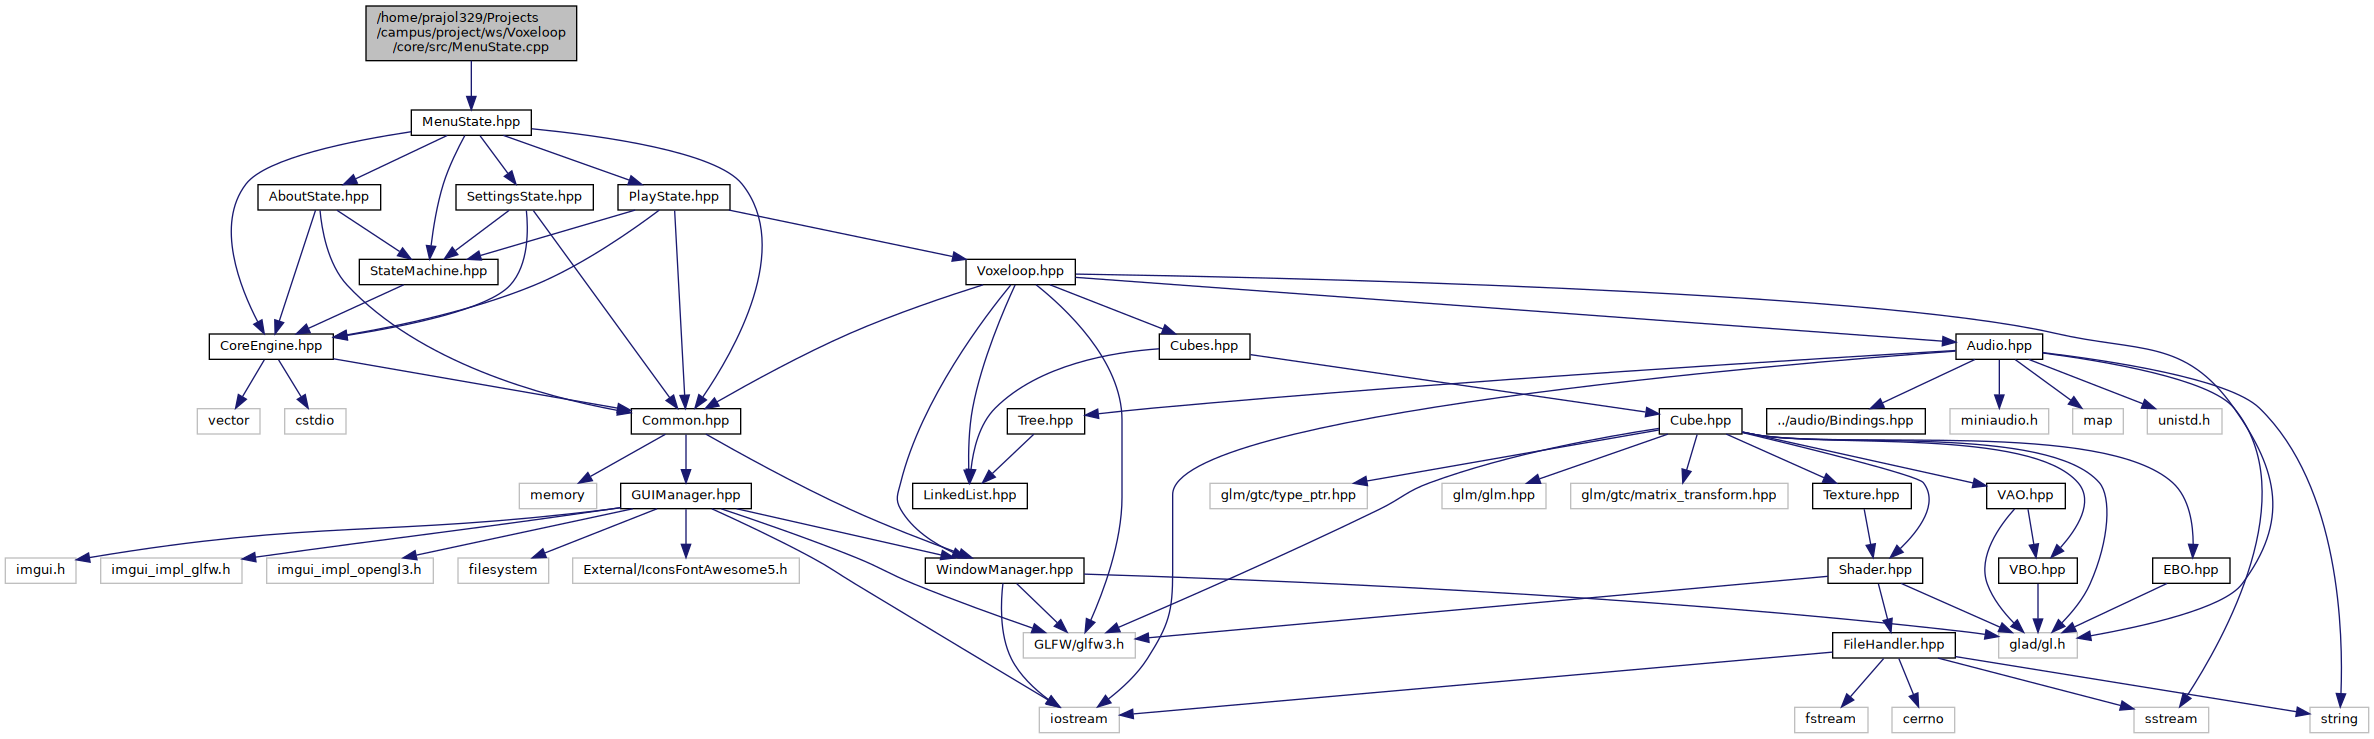 /home/prajol329/Projects
/campus/project/ws/Voxeloop
/core/src/MenuState.cpp
MenuState.hpp
AboutState.hpp
SettingsState.hpp
PlayState.hpp
StateMachine.hpp
Voxeloop.hpp
CoreEngine.hpp
Cubes.hpp
Audio.hpp
vector
cstdio
Common.hpp
Tree.hpp
Cube.hpp
../audio/Bindings.hpp
miniaudio.h
map
unistd.h
memory
GUIManager.hpp
LinkedList.hpp
glm/gtc/type_ptr.hpp
glm/glm.hpp
glm/gtc/matrix_transform.hpp
Texture.hpp
VAO.hpp
imgui.h
imgui_impl_glfw.h
imgui_impl_opengl3.h
filesystem
External/IconsFontAwesome5.h
WindowManager.hpp
Shader.hpp
VBO.hpp
EBO.hpp
GLFW/glfw3.h
FileHandler.hpp
glad/gl.h
iostream
fstream
cerrno
sstream
string